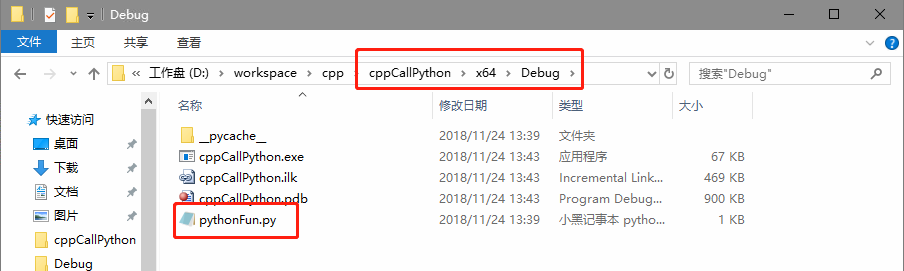 Debug
文件 主页 共享 查看
« 工作盘 (D:) › workspace › cpp › cppCallPython › x64 › Debug ›
搜索"Debug"
名称 修改日期 类型 大小
快速访问
桌面
下载
文档
图片
cppCallPython
Debug
__pycache__ 2018/11/24 13:39 文件夹
cppCallPython.exe 2018/11/24 13:43 应用程序 67 KB
cppCallPython.ilk 2018/11/24 13:43 Incremental Link... 469 KB
cppCallPython.pdb 2018/11/24 13:43 Program Debug... 900 KB
pythonFun.py 2018/11/24 13:39 小黑记事本 pytho... 1 KB